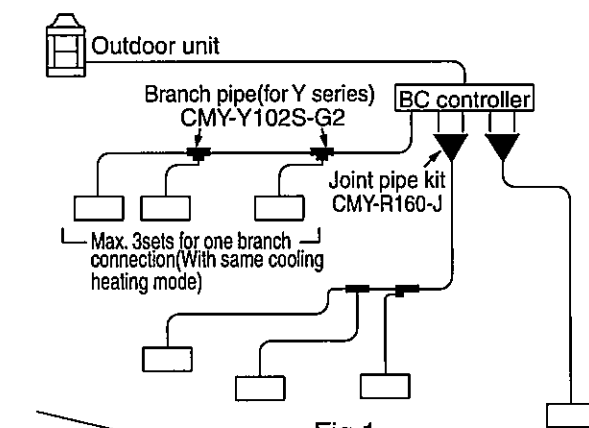 Outdoor unit
Branch pipe(for Y series)
CMY-Y102S-G2
BC controller
Joint pipe kit
CMY-R160-J
Max. 3sets for one branch
connection(With same cooling
heating mode)